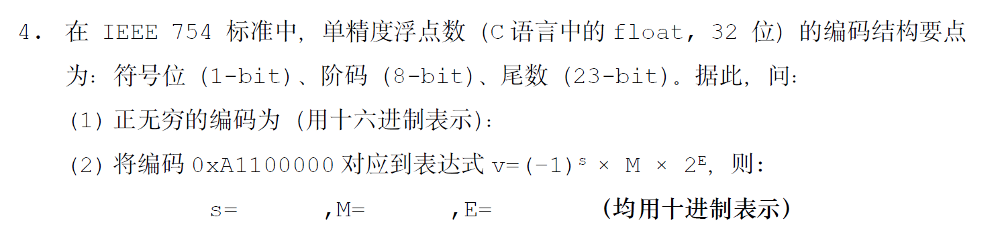 4. 在 IEEE 754 标准中，单精度浮点数（C 语言中的 float, 32 位）的编码结构要点
为：符号位（1-bit）、阶码（8-bit）、尾数（23-bit）。据此，问：
(1) 正无穷的编码为（用十六进制表示）：
(2) 将编码 0xA1100000 对应到表达式 v=(-1)ˢ × M × 2ᴱ，则：
s= ,M= ,E= （均用十进制表示）